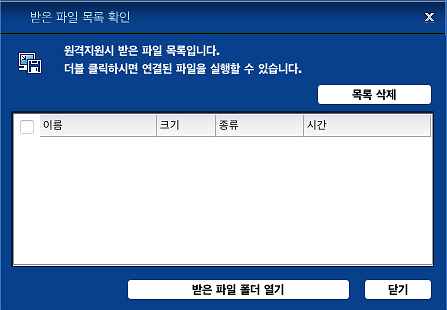 받은 파일 목록 확인
원격지원시 받은 파일 목록입니다.
더블 클릭하시면 연결된 파일을 실행할 수 있습니다.
목록 삭제
이름 크기 종류 시간
받은 파일 폴더 열기 닫기